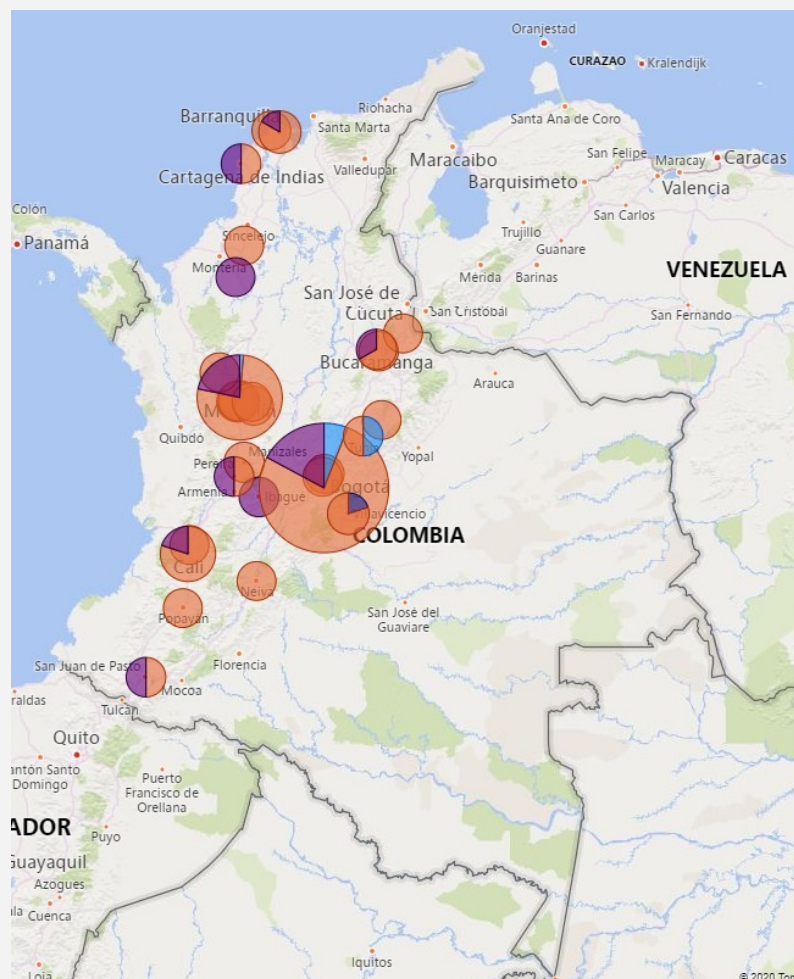 Oranjestad
CURAZAO
Kralendijk
Riohacha
Barranquilla
Santa Marta
Santa Ana de Coro
Maracaibo
San Felipe
Maracay
Caracas
Cartagena de Indias
Valledupar
Barquisimeto
Valencia
Colón
San Carlos
Panamá
Sincelejo
Trujillo
Guanare
Montería
Mérida
Barinas
VENEZUELA
San José de
Cúcuta
San Cristóbal
San Fernando
Bucaramanga
Arauca
Quibdó
Manizales
Yopal
Pereira
Armenia
Ibagué
Bogotá
COLOMBIA
Cali
Neiva
Popayán
San José del
Guaviare
San Juan de Pasto
Florencia
Mocoa
Tulcán
Quito
Santo
Domingo
Puerto
Francisco de
Orellana
ADOR
Puyo
Guayaquil
Azogues
Cuenca
Loja
Iquitos
© 2020 Tom